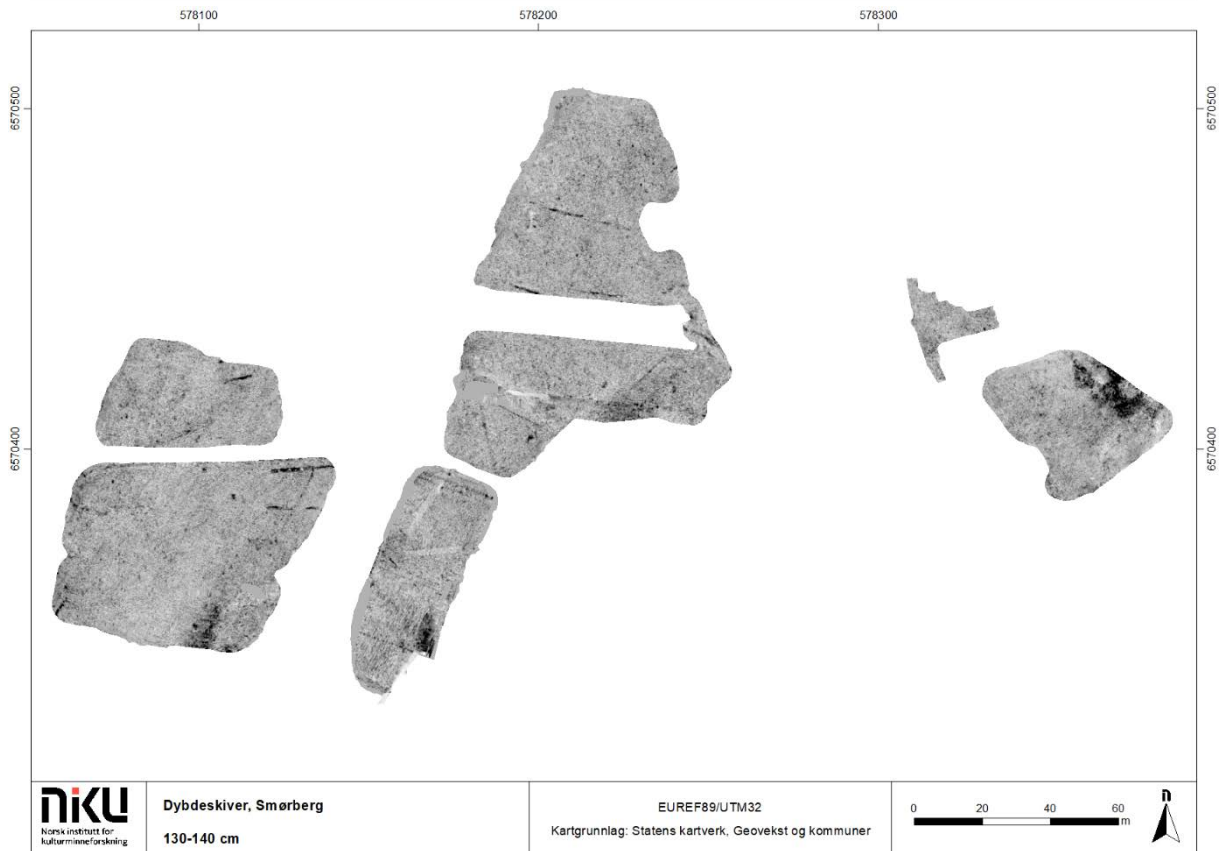 578100
578200
578300
6570500
6570500
6570400
6570400
NIKU
Norsk institutt for
kulturminneforskning
Dybdeskiver, Smørberg
130-140 cm
EUREF89/UTM32
Kartgrunnlag: Statens kartverk, Geovekst og kommuner
0 20 40 60
m
n